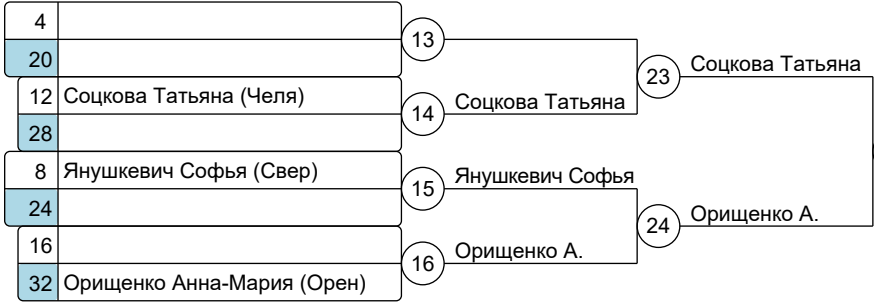 4
13
20
23 Соцкова Татьяна
12 Соцкова Татьяна (Челя)
14 Соцкова Татьяна
28
8 Янушкевич Софья (Свер)
15 Янушкевич Софья
24
24 Орищенко А.
16
16 Орищенко А.
32 Орищенко Анна-Мария (Орен)